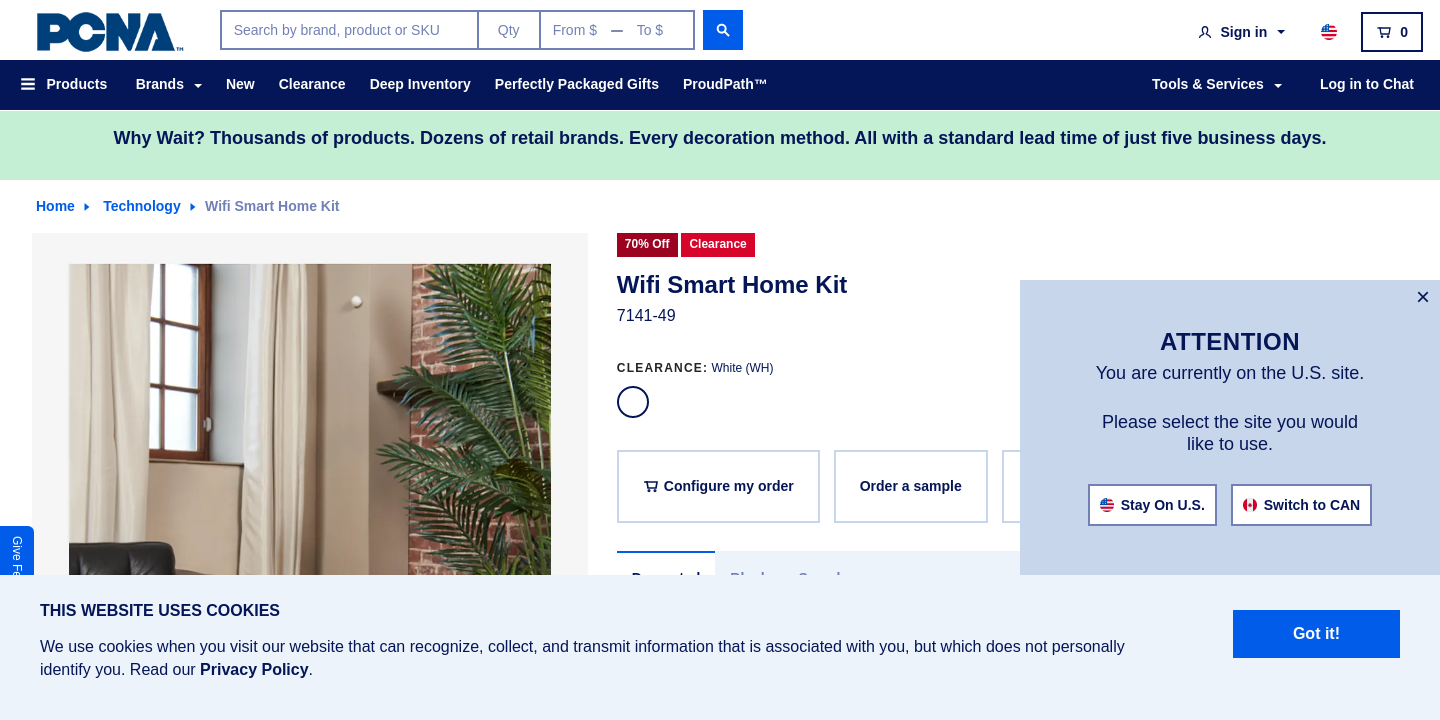 PCNA™
Search by brand, product or SKU
Qty
From $ — To $
Sign in
0
Products
Brands
New
Clearance
Deep Inventory
Perfectly Packaged Gifts
ProudPath™
Tools & Services
Log in to Chat
Why Wait? Thousands of products. Dozens of retail brands. Every decoration method. All with a standard lead time of just five business days.
Home
Technology
Wifi Smart Home Kit
70% Off
Clearance
Wifi Smart Home Kit
7141-49
CLEARANCE: White (WH)
Configure my order
Order a sample
×
ATTENTION
You are currently on the U.S. site.
Please select the site you would
like to use.
Stay On U.S.
Switch to CAN
Give
THIS WEBSITE USES COOKIES
We use cookies when you visit our website that can recognize, collect, and transmit information that is associated with you, but which does not personally
identify you. Read our Privacy Policy.
Got it!